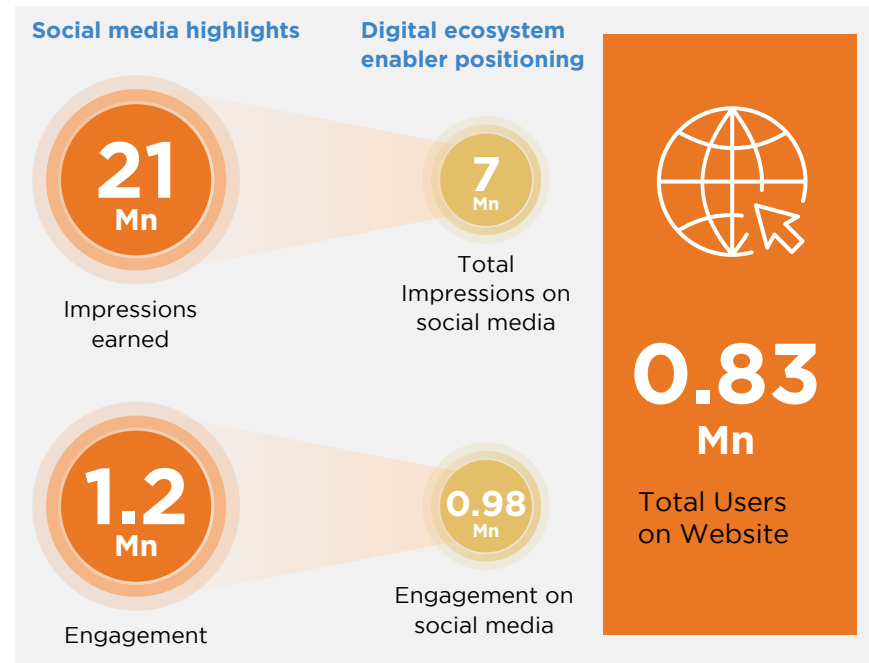 Social media highlights
Digital ecosystem
enabler positioning
21
Mn
Impressions
earned
7
Mn
Total
Impressions on
social media
1.2
Mn
Engagement
0.98
Mn
Engagement on
social media
0.83
Mn
Total Users
on Website